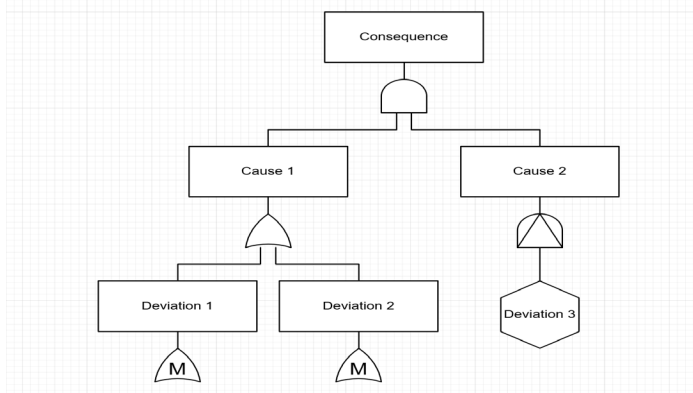 Consequence
Cause 1
Cause 2
Deviation 1
Deviation 2
Deviation 3
M
M